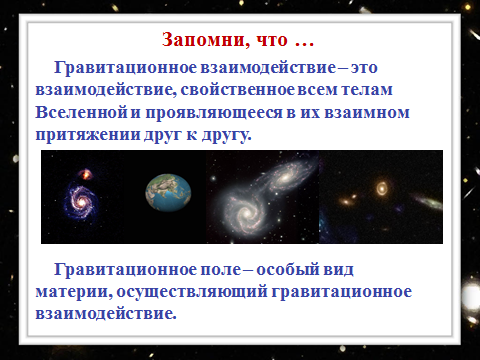 Запомни, что …
Гравитационное взаимодействие – это
взаимодействие, свойственное всем телам
Вселенной и проявляющееся в их взаимном
притяжении друг к другу.
Гравитационное поле – особый вид
материи, осуществляющий гравитационное
взаимодействие.